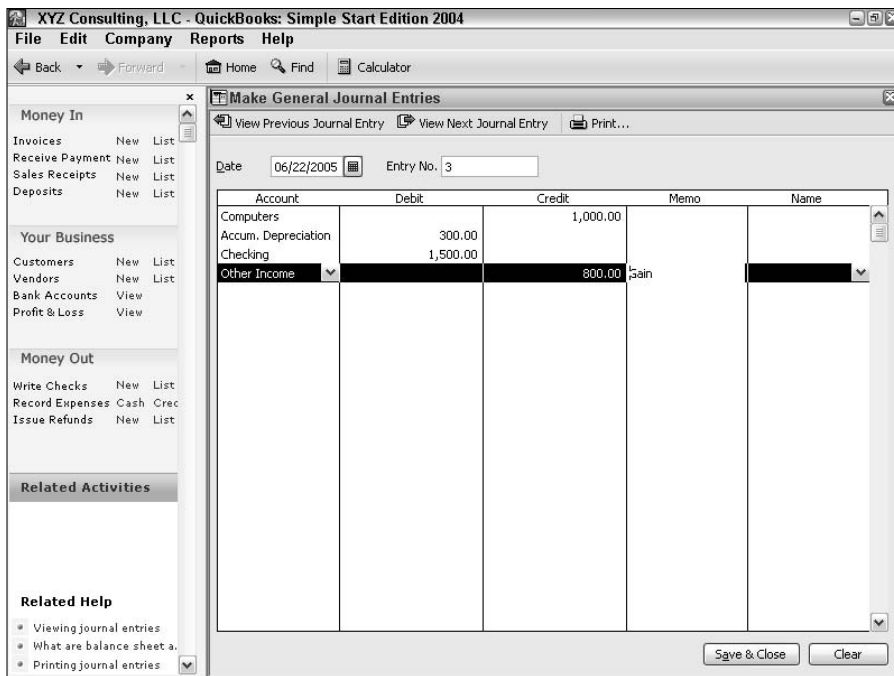 XYZ Consulting, LLC - QuickBooks: Simple Start Edition 2004
File Edit Company Reports Help
Back Forward Home Find Calculator
Money In
Invoices New List
Receive Payment New List
Sales Receipts New List
Deposits New List
Your Business
Customers New List
Vendors New List
Bank Accounts View
Profit & Loss View
Money Out
Write Checks New List
Record Expenses Cash Crec
Issue Refunds New List
Related Activities
Related Help
Viewing journal entries
What are balance sheet a.
Printing journal entries
Make General Journal Entries
View Previous Journal Entry View Next Journal Entry Print...
Date 06/22/2005 Entry No. 3
Account Debit Credit Memo Name
Computers 1,000.00
Accum. Depreciation 300.00
Checking 1,500.00
Other Income 800.00 Gain
Save & Close Clear